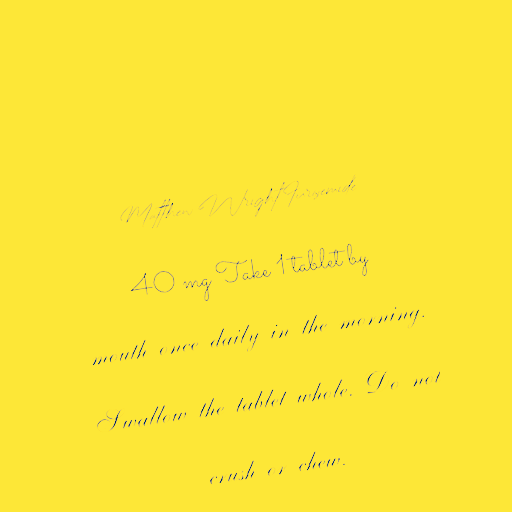 Matthew Wright Furosemide
40 mg Take 1 tablet by
mouth once daily in the morning.
Swallow the tablet whole. Do not
crush or chew.